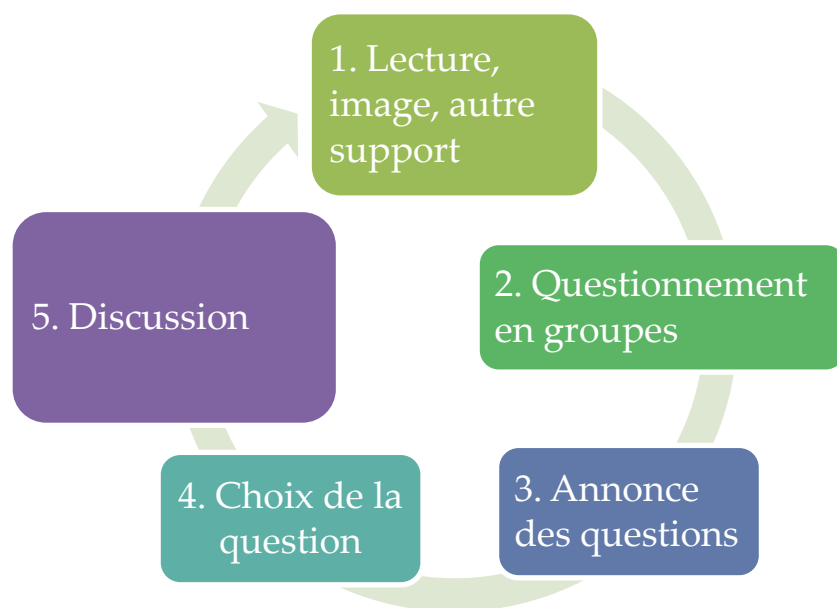 1. Lecture,
image, autre
support
2. Questionnement
en groupes
3. Annonce
des questions
4. Choix de la
question
5. Discussion